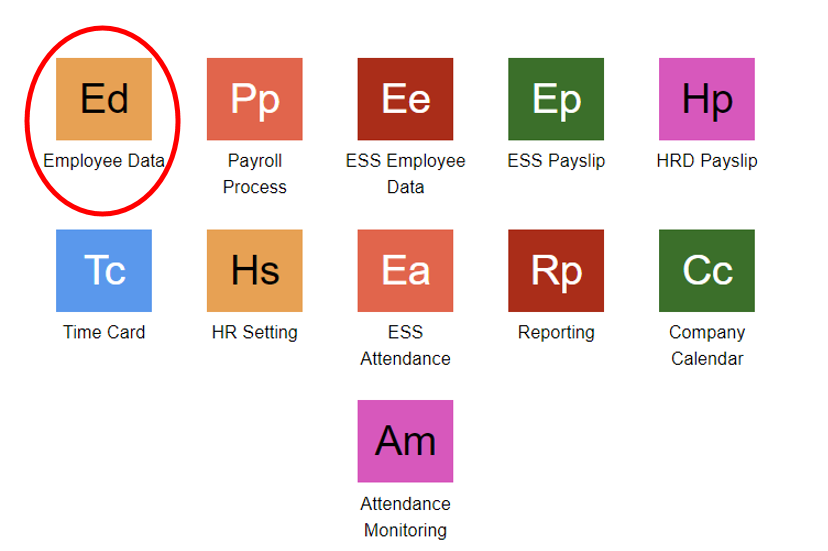 Ed
Pp
Ee
Ep
Hp
Employee Data
Payroll
Process
ESS Employee
Data
ESS Payslip
HRD Payslip
Tc
Hs
Ea
Rp
Cc
Time Card
HR Setting
ESS
Attendance
Reporting
Company
Calendar
Am
Attendance
Monitoring